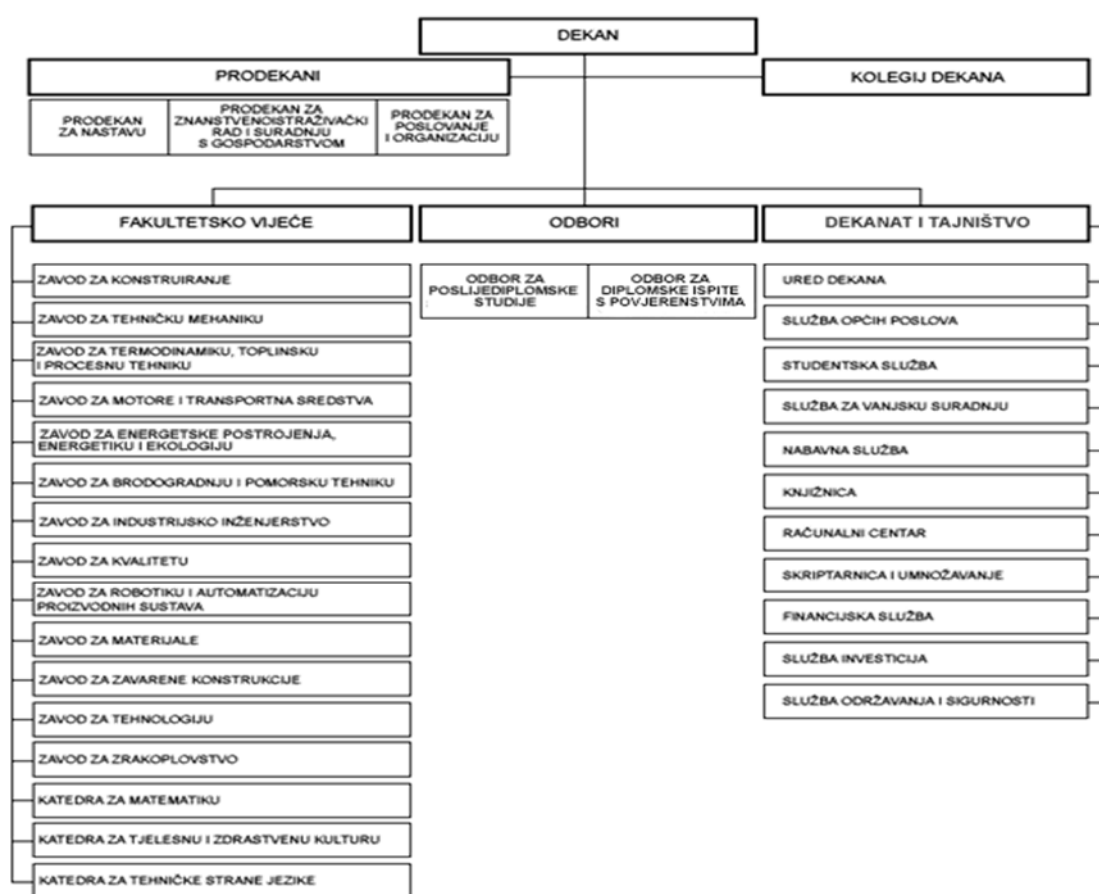 DEKAN
PRODEKANI
KOLEGIJ DEKANA
PRODEKAN
ZA NASTAVU
PRODEKAN ZA
ZNANSTVENOISTRAŽIVAČKI
RAD I SURADNJU
S GOSPODARSTVOM
PRODEKAN ZA
POSLOVANJE
I ORGANIZACIJU
FAKULTETSKO VIJEĆE
ODBORI
DEKANAT I TAJNIŠTVO
ZAVOD ZA KONSTRUIRANJE
ZAVOD ZA TEHNIČKU MEHANIKU
ZAVOD ZA TERMODINAMIKU, TOPLINSKU
I PROCESNU TEHNIKU
ZAVOD ZA MOTORE I TRANSPORTNA SREDSTVA
ZAVOD ZA ENERGETSKE POSTROJENJA,
ENERGETIKU I EKOLOGIJU
ZAVOD ZA BRODOGRADNJU I POMORSKU TEHNIKU
ZAVOD ZA INDUSTRIJSKO INŽENJERSTVO
ZAVOD ZA KVALITETU
ZAVOD ZA ROBOTIKU I AUTOMATIZACIJU
PROIZVODNIH SUSTAVA
ZAVOD ZA MATERIJALE
ZAVOD ZA ZAVARENE KONSTRUKCIJE
ZAVOD ZA TEHNOLOGIJU
ZAVOD ZA ZRAKOPLOVSTVO
KATEDRA ZA MATEMATIKU
KATEDRA ZA TJELESNU I ZDRASTVENU KULTURU
KATEDRA ZA TEHNIČKE STRANE JEZIKE
ODBOR ZA
POSLIJEDIPLOMSKE
STUDIJE
ODBOR ZA
DIPLOMSKE ISPITE
S POVJERENSTVIMA
URED DEKANA
SLUŽBA OPĆIH POSLOVA
STUDENTSKA SLUŽBA
SLUŽBA ZA VANJSKU SURADNJU
NABAVNA SLUŽBA
KNJIŽNICA
RAČUNALNI CENTAR
SKRIPTARNICA I UMNOŽAVANJE
FINANCIJSKA SLUŽBA
SLUŽBA INVESTICIJA
SLUŽBA ODRŽAVANJA I SIGURNOSTI